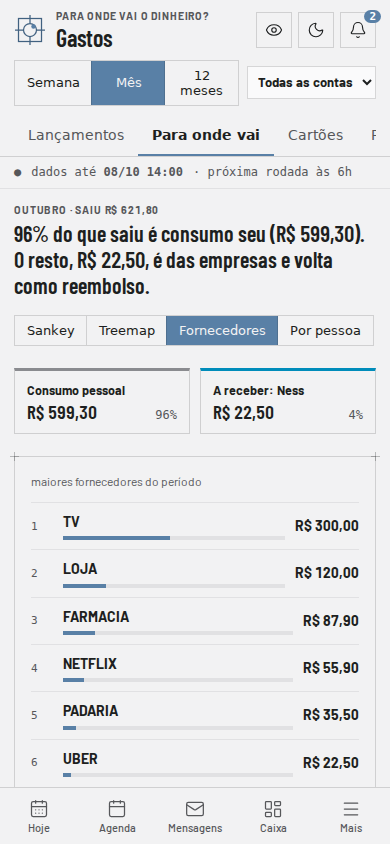 PARA ONDE VAI O DINHEIRO?
Gastos
2
Semana
Mês
12 meses
Todas as contas
Lançamentos
Para onde vai
Cartões
dados até 08/10 14:00 · próxima rodada às 6h
OUTUBRO · SAIU R$ 621,80
96% do que saiu é consumo seu (R$ 599,30).
O resto, R$ 22,50, é das empresas e volta
como reembolso.
Sankey
Treemap
Fornecedores
Por pessoa
Consumo pessoal
R$ 599,30
96%
A receber: Ness
R$ 22,50
4%
maiores fornecedores do período
1 TV R$ 300,00
2 LOJA R$ 120,00
3 FARMACIA R$ 87,90
4 NETFLIX R$ 55,90
5 PADARIA R$ 35,50
6 UBER R$ 22,50
Hoje
Agenda
Mensagens
Caixa
Mais